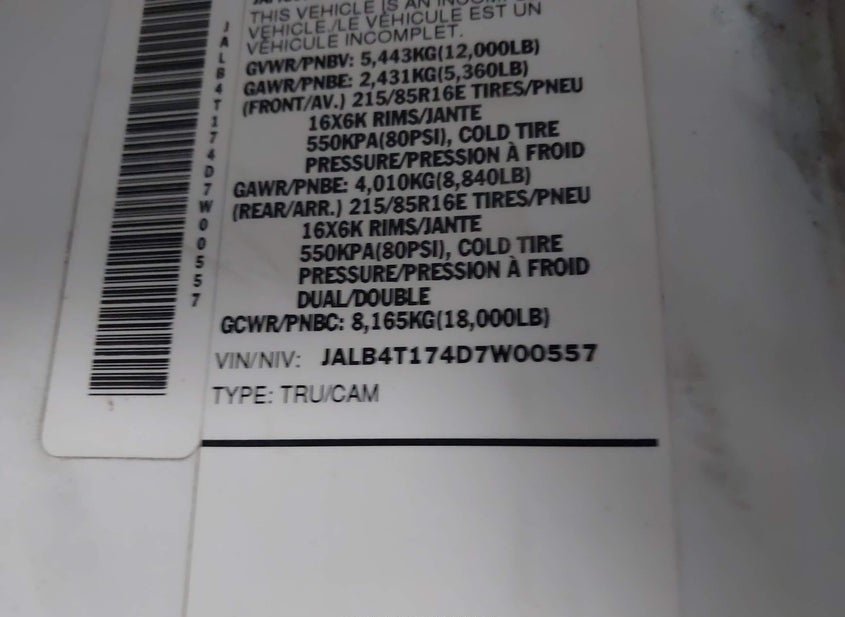 THIS VEHICLE IS AN
VEHICLE./LE VÉHICULE EST UN
VÉHICULE INCOMPLET.
GVWR/PNBV: 5,443KG(12,000LB)
GAWR/PNBE: 2,431KG(5,360LB)
(FRONT/AV.) 215/85R16E TIRES/PNEU
16X6K RIMS/JANTE
550KPA(80PSI), COLD TIRE
PRESSURE/PRESSION À FROID
GAWR/PNBE: 4,010KG(8,840LB)
(REAR/ARR.) 215/85R16E TIRES/PNEU
16X6K RIMS/JANTE
550KPA(80PSI), COLD TIRE
PRESSURE/PRESSION À FROID
DUAL/DOUBLE
GCWR/PNBC: 8,165KG(18,000LB)
VIN/NIV: JALB4T174D7W00557
TYPE: TRU/CAM
JALB4T174D7W00557